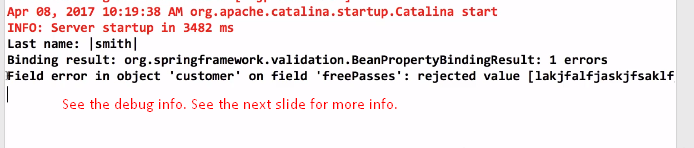 Apr 08, 2017 10:19:38 AM org.apache.catalina.startup.Catalina start
INFO: Server startup in 3482 ms
Last name: |smith|
Binding result: org.springframework.validation.BeanPropertyBindingResult: 1 errors
Field error in object 'customer' on field 'freePasses': rejected value [lakjfalfjaskjfsaklf
See the debug info. See the next slide for more info.